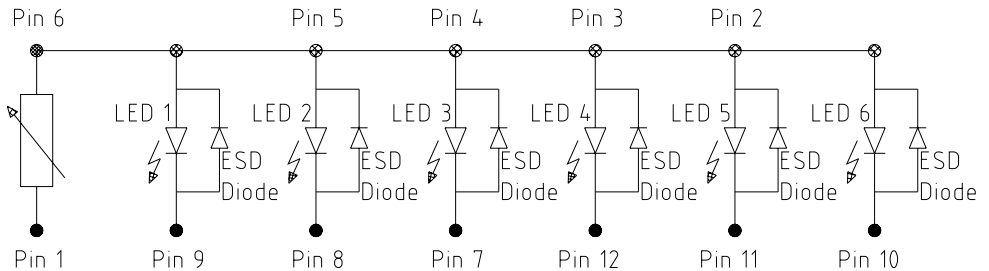 Pin 6 Pin 5 Pin 4 Pin 3 Pin 2
LED 1 LED 2 LED 3 LED 4 LED 5 LED 6
ESD ESD ESD ESD ESD ESD
Diode Diode Diode Diode Diode Diode
Pin 1 Pin 9 Pin 8 Pin 7 Pin 12 Pin 11 Pin 10